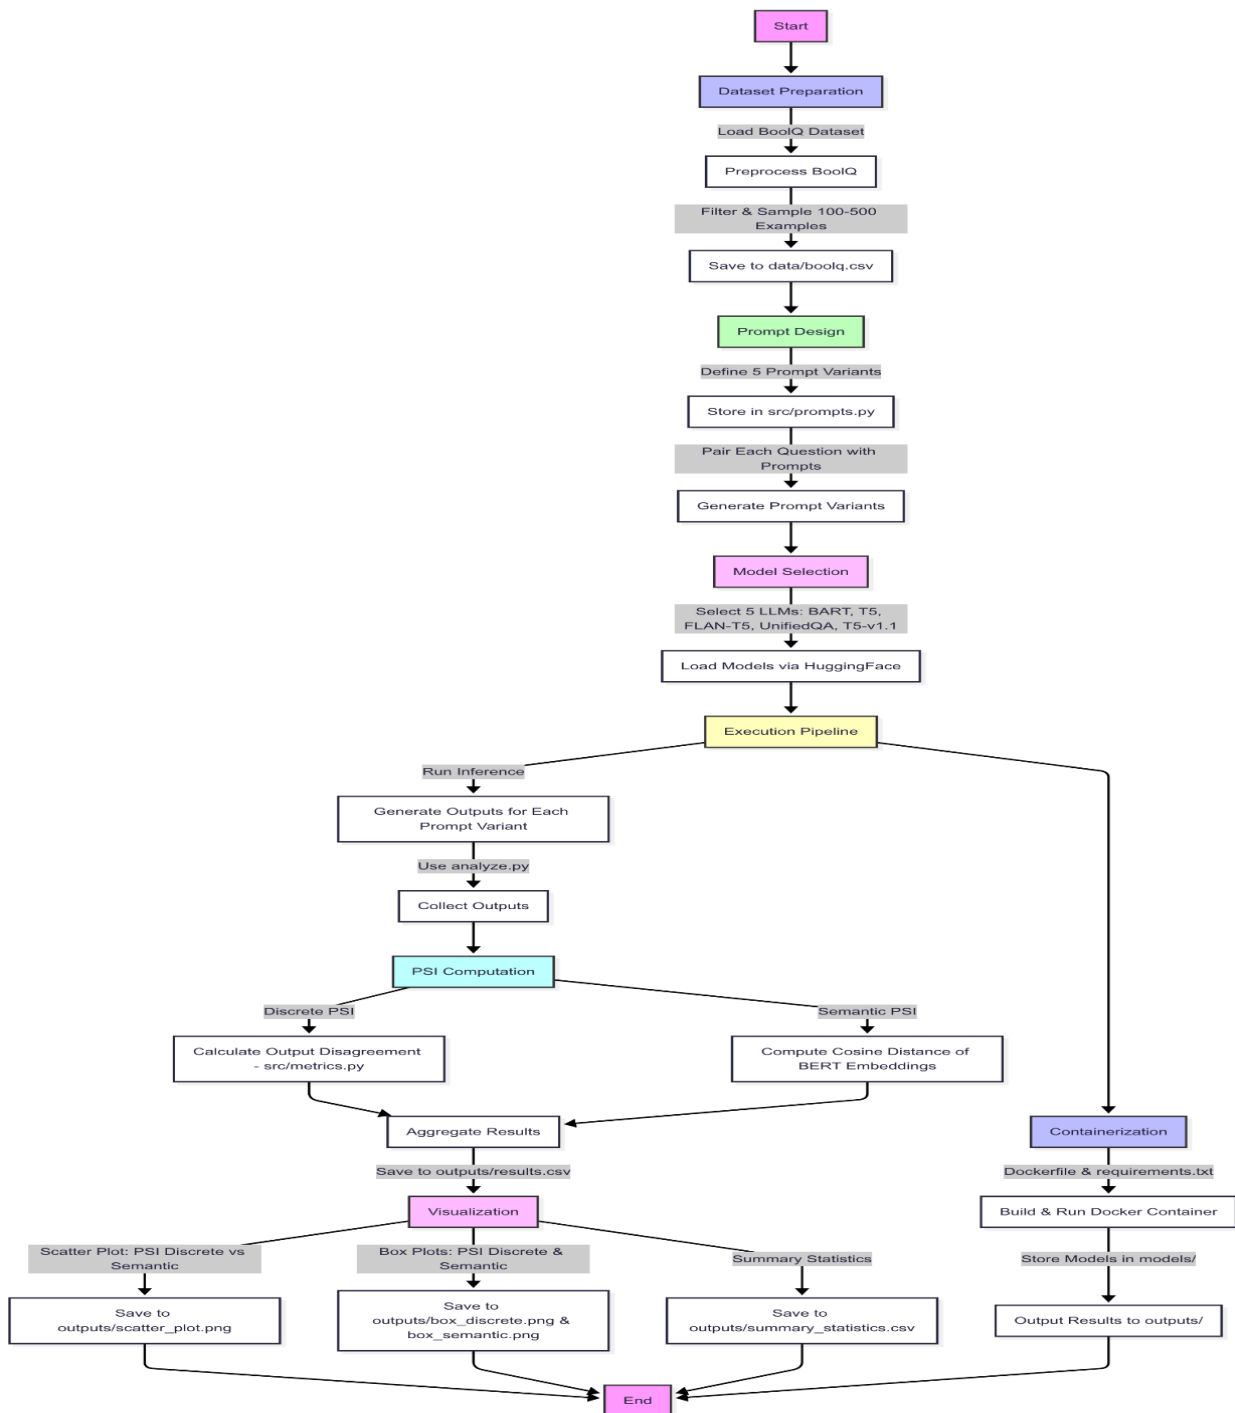 Start
Dataset Preparation
Load BoolQ Dataset
Preprocess BoolQ
Filter & Sample 100-500
Examples
Save to data/boolq.csv
Prompt Design
Define 5 Prompt Variants
Store in src/prompts.py
Pair Each Question with
Prompts
Generate Prompt Variants
Model Selection
Select 5 LLMs: BART, T5,
FLAN-T5, UnifiedQA, T5-v1.1
Load Models via HuggingFace
Execution Pipeline
Run Inference
Generate Outputs for Each
Prompt Variant
Use analyze.py
Collect Outputs
PSI Computation
Discrete PSI
Semantic PSI
Calculate Output Disagreement
- src/metrics.py
Compute Cosine Distance of
BERT Embeddings
Aggregate Results
Containerization
Save to outputs/results.csv
Dockerfile & requirements.txt
Visualization
Build & Run Docker Container
Scatter Plot: PSI Discrete vs
Semantic
Box Plots: PSI Discrete &
Semantic
Summary Statistics
Store Models in models/
Save to
outputs/scatter_plot.png
Save to
outputs/box_discrete.png &
box_semantic.png
Save to
outputs/summary_statistics.csv
Output Results to outputs/
End